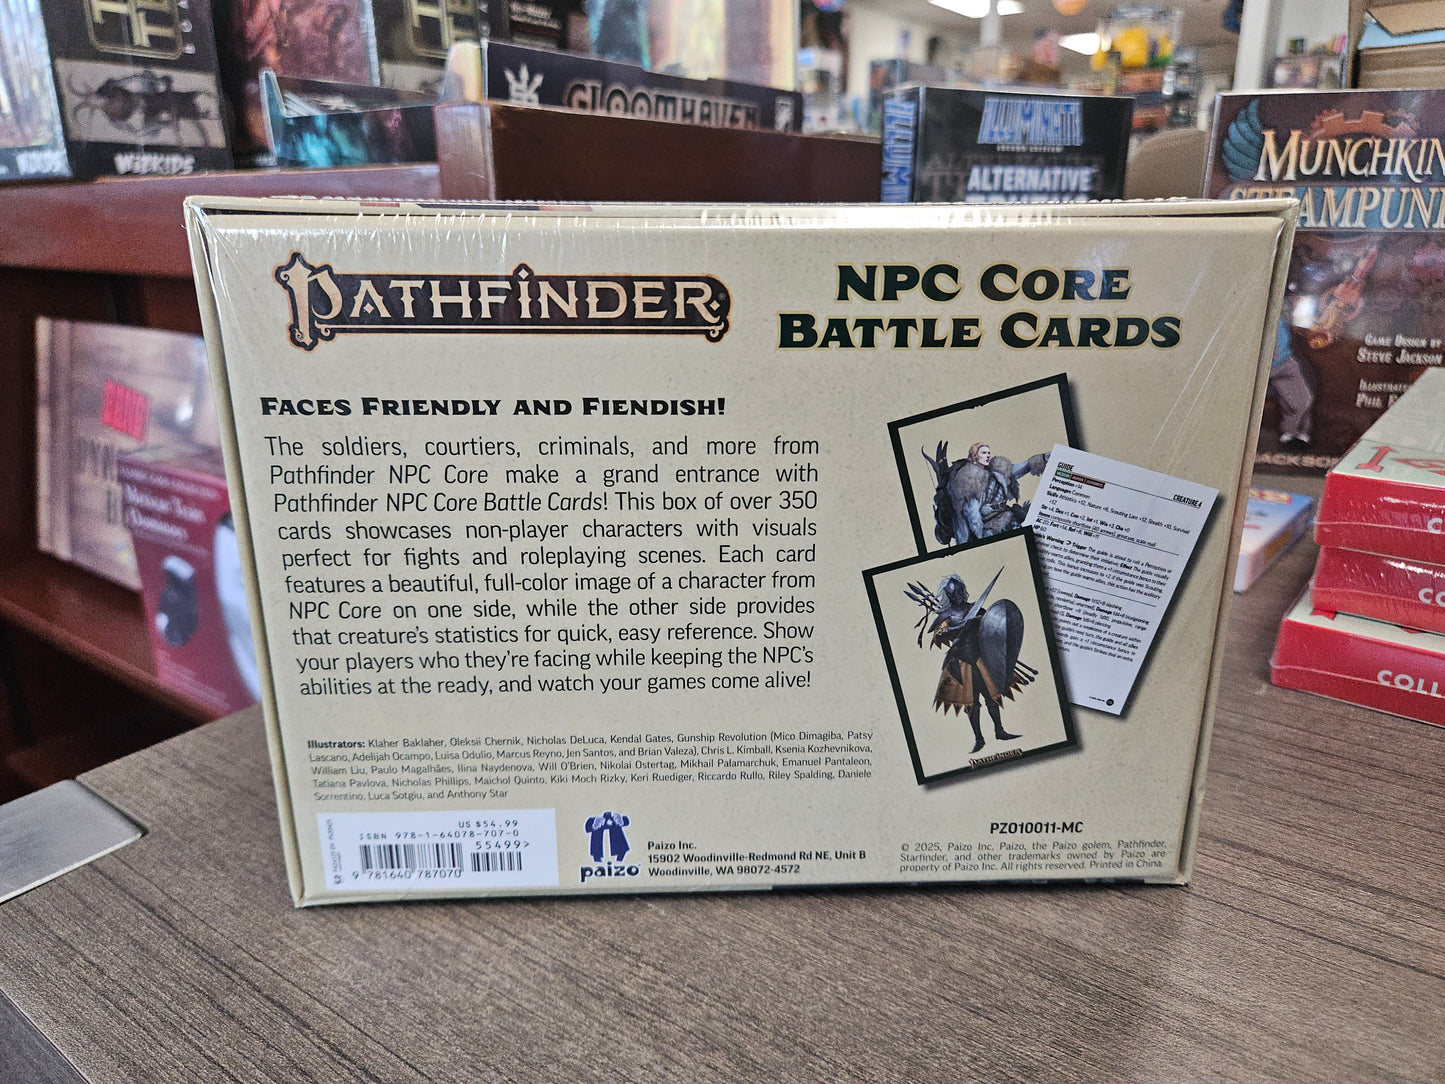 WIZKIDS
GLOOMHAVEN
ILLUMINATI
ALTERNATIVE
MUNCHKIN
STEAMPUN
GAME DESIGN BY
STEVE JACKSON
PATHFINDER
NPC CORE
BATTLE CARDS
FACES FRIENDLY AND FIENDISH!
The soldiers, courtiers, criminals, and more from
Pathfinder NPC Core make a grand entrance with
Pathfinder NPC Core Battle Cards! This box of over 350
cards showcases non-player characters with visuals
perfect for fights and roleplaying scenes. Each card
features a beautiful, full-color image of a character from
NPC Core on one side, while the other side provides
that creature's statistics for quick, easy reference. Show
your players who they're facing while keeping the NPC's
abilities at the ready, and watch your games come alive!
GUIDE
CREATURE 4
Perception +14
Languages Common
PATHFINDER
Illustrators: Klaher Baklaher, Oleksii Chernik, Nicholas DeLuca, Kendal Gates, Gunship Revolution (Mico Dimagiba, Patsy
Lascano, Adelijah Ocampo, Luisa Odulio, Marcus Reyno, Jen Santos, and Brian Valeza), Chris L. Kimball, Ksenia Kozhevnikova,
William Liu, Paulo Magalhães, Ilina Naydenova, Will O'Brien, Nikolai Ostertag, Mikhail Palamarchuk, Emanuel Pantaleon,
Tatiana Pavlova, Nicholas Phillips, Maichol Quinto, Kiki Moch Rizky, Keri Ruediger, Riccardo Rullo, Riley Spalding, Daniele
Sorrentino, Luca Sotgiu, and Anthony Star
US $54.99
ISBN 978-1-64078-707-0
55499>
9 781640 787070
paizo
Paizo Inc.
15902 Woodinville-Redmond Rd NE, Unit B
Woodinville, WA 98072-4572
PZO10011-MC
© 2025, Paizo Inc. Paizo, the Paizo golem, Pathfinder,
Starfinder, and other trademarks owned by Paizo are
property of Paizo Inc. All rights reserved. Printed in China.
CO
COLL